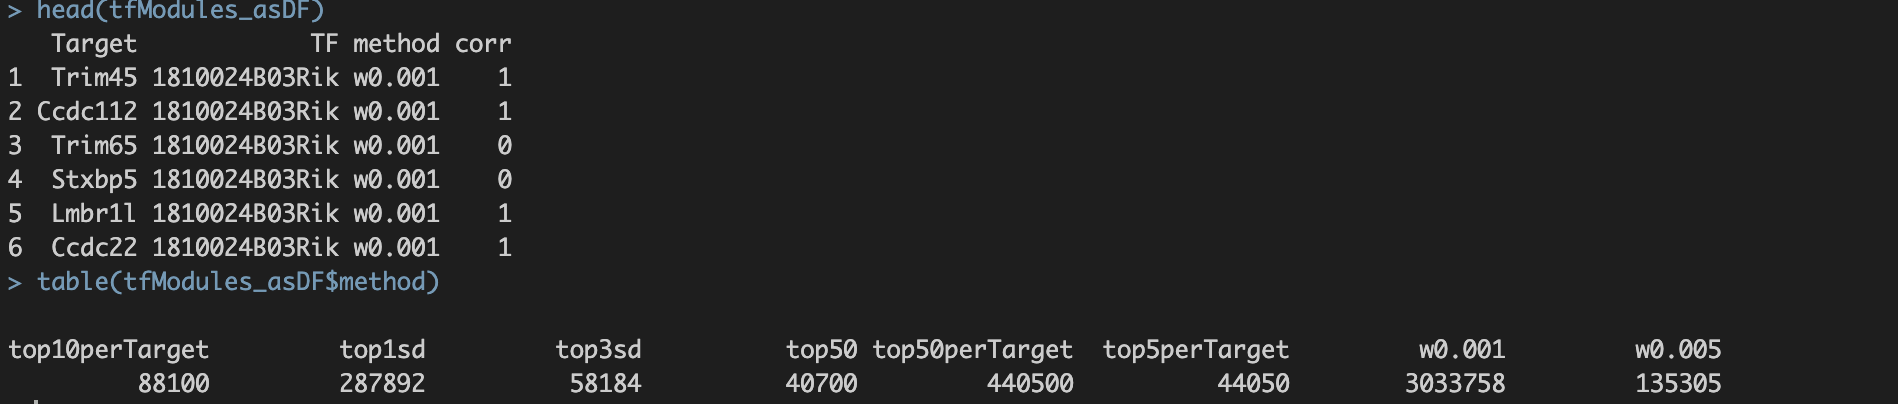 > head(tfModules_asDF)
   Target            TF method corr
1  Trim45 1810024B03Rik w0.001    1
2 Ccdc112 1810024B03Rik w0.001    1
3  Trim65 1810024B03Rik w0.001    0
4  Stxbp5 1810024B03Rik w0.001    0
5  Lmbr1l 1810024B03Rik w0.001    1
6  Ccdc22 1810024B03Rik w0.001    1
> table(tfModules_asDF$method)
top10perTarget        top1sd        top3sd         top50 top50perTarget  top5perTarget        w0.001        w0.005
         88100        287892         58184         40700         440500          44050       3033758        135305